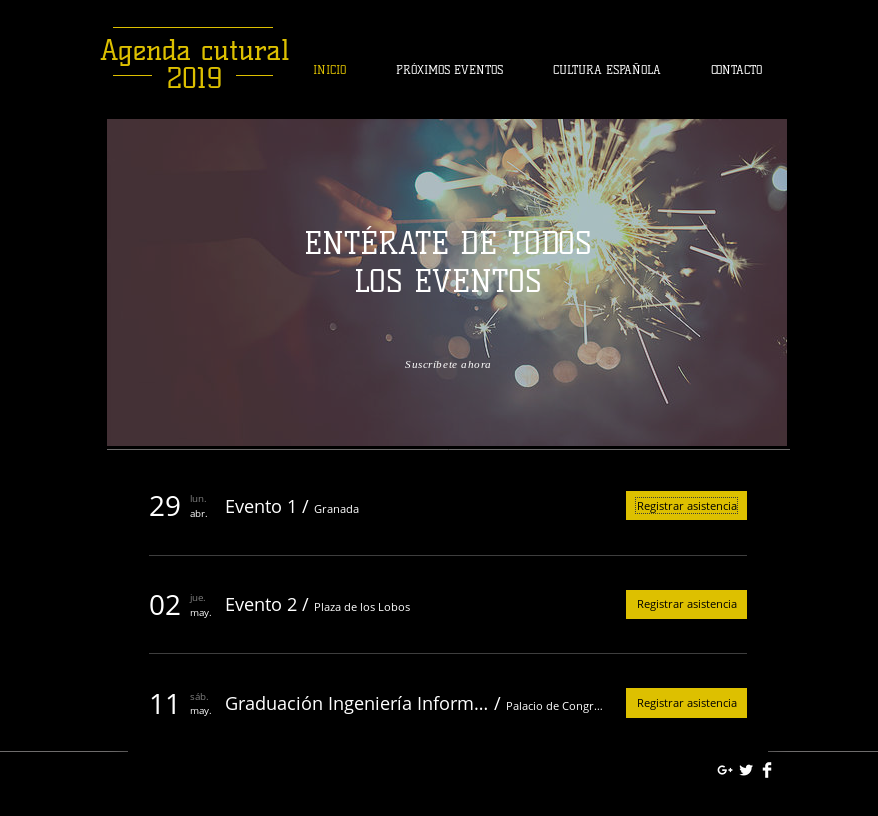 Agenda cutural
2019
INICIO PRÓXIMOS EVENTOS CULTURA ESPAÑOLA CONTACTO
ENTÉRATE DE TODOS
LOS EVENTOS
Suscríbete ahora
29 lun. abr. Evento 1 / Granada Registrar asistencia
02 jue. may. Evento 2 / Plaza de los Lobos Registrar asistencia
11 sáb. may. Graduación Ingeniería Inform... / Palacio de Congr... Registrar asistencia